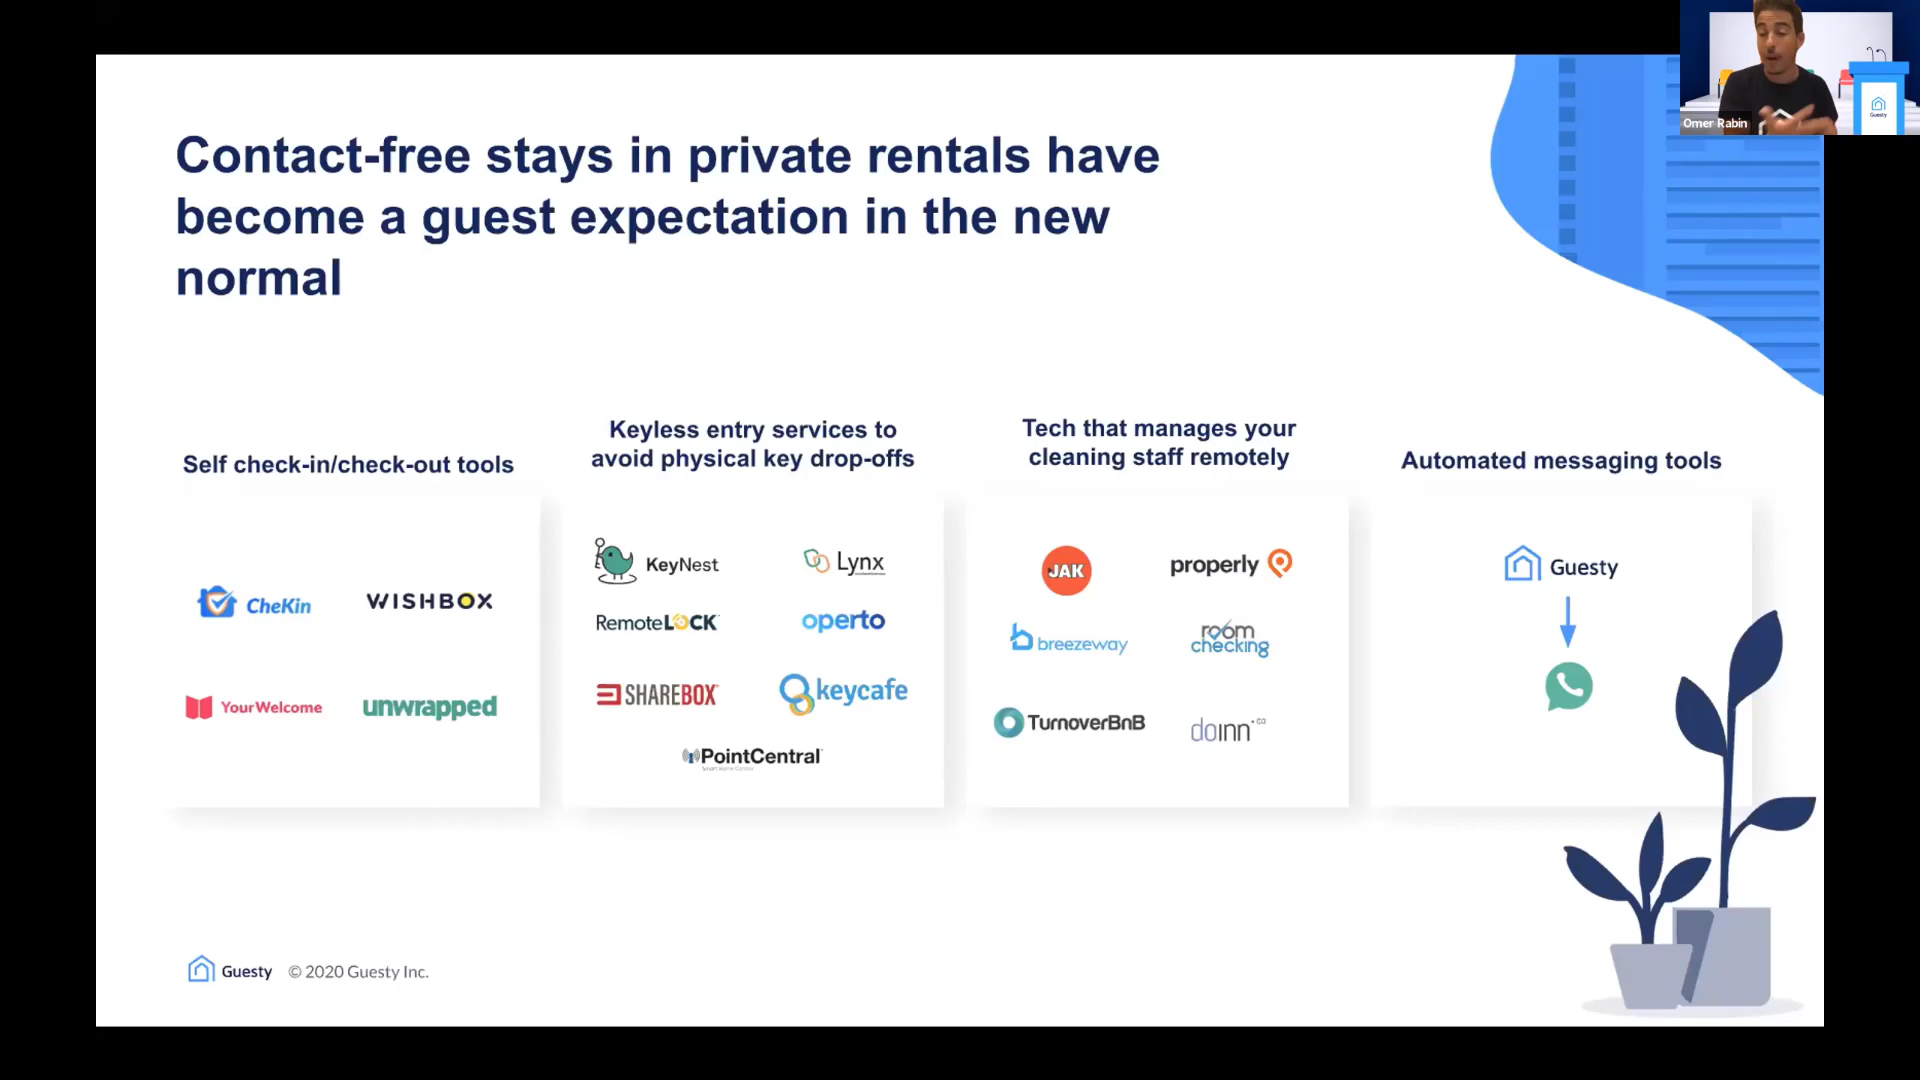 Omer Rabin
Guesty
Contact-free stays in private rentals have
become a guest expectation in the new
normal
Self check-in/check-out tools
CheKin
WISHBOX
YourWelcome
unwrapped
Keyless entry services to
avoid physical key drop-offs
KeyNest
Lynx
RemoteLOCK
operto
SHAREBOX
keycafe
PointCentral
Tech that manages your
cleaning staff remotely
JAK
properly
breezeway
room
checking
TurnoverBnB
doinn.co
Automated messaging tools
Guesty
Guesty © 2020 Guesty Inc.